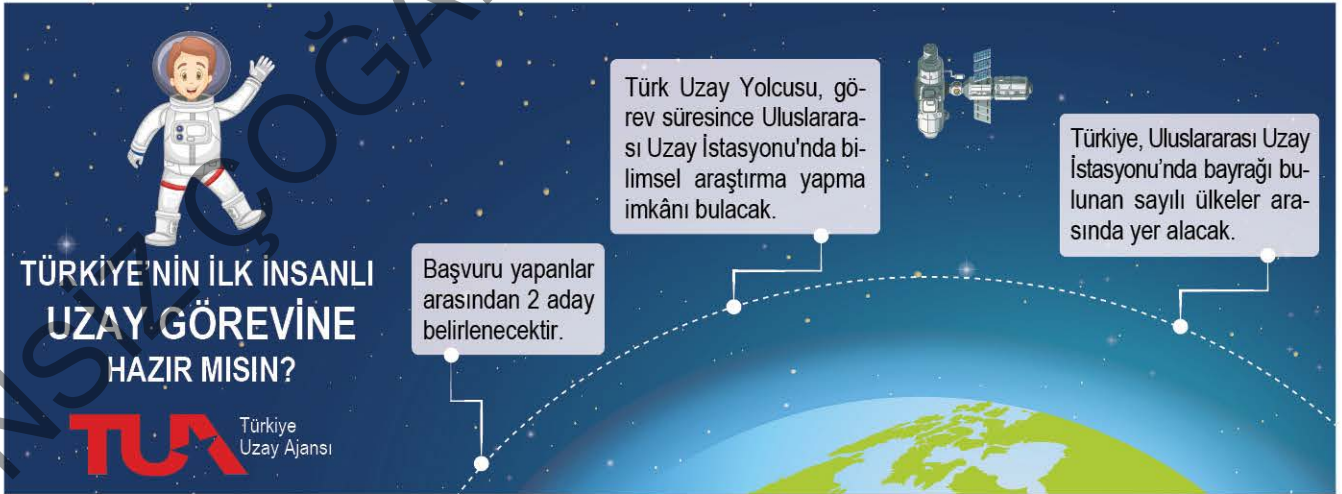 TÜRKİYE'NİN İLK İNSANLI
UZAY GÖREVİNE
HAZIR MISIN?
TUA
Türkiye
Uzay Ajansı
Başvuru yapanlar
arasından 2 aday
belirlenecektir.
Türk Uzay Yolcusu, gö-
rev süresince Uluslarara-
sı Uzay İstasyonu'nda bi-
limsel araştırma yapma
imkânı bulacak.
Türkiye, Uluslararası Uzay
İstasyonu'nda bayrağı bu-
lunan sayılı ülkeler ara-
sında yer alacak.